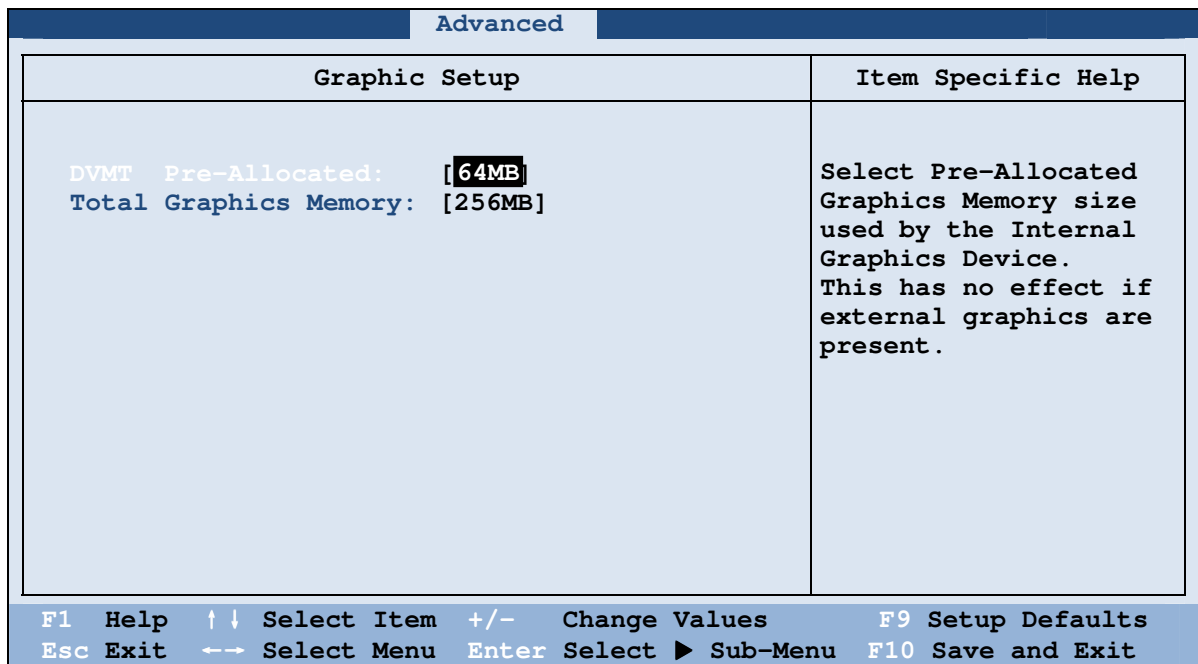 Advanced
Graphic Setup
Item Specific Help
DVMT Pre-Allocated: [64MB]
Total Graphics Memory: [256MB]
Select Pre-Allocated
Graphics Memory size
used by the Internal
Graphics Device.
This has no effect if
external graphics are
present.
F1 Help ↑↓ Select Item +/- Change Values F9 Setup Defaults
Esc Exit ←→ Select Menu Enter Select ▶ Sub-Menu F10 Save and Exit